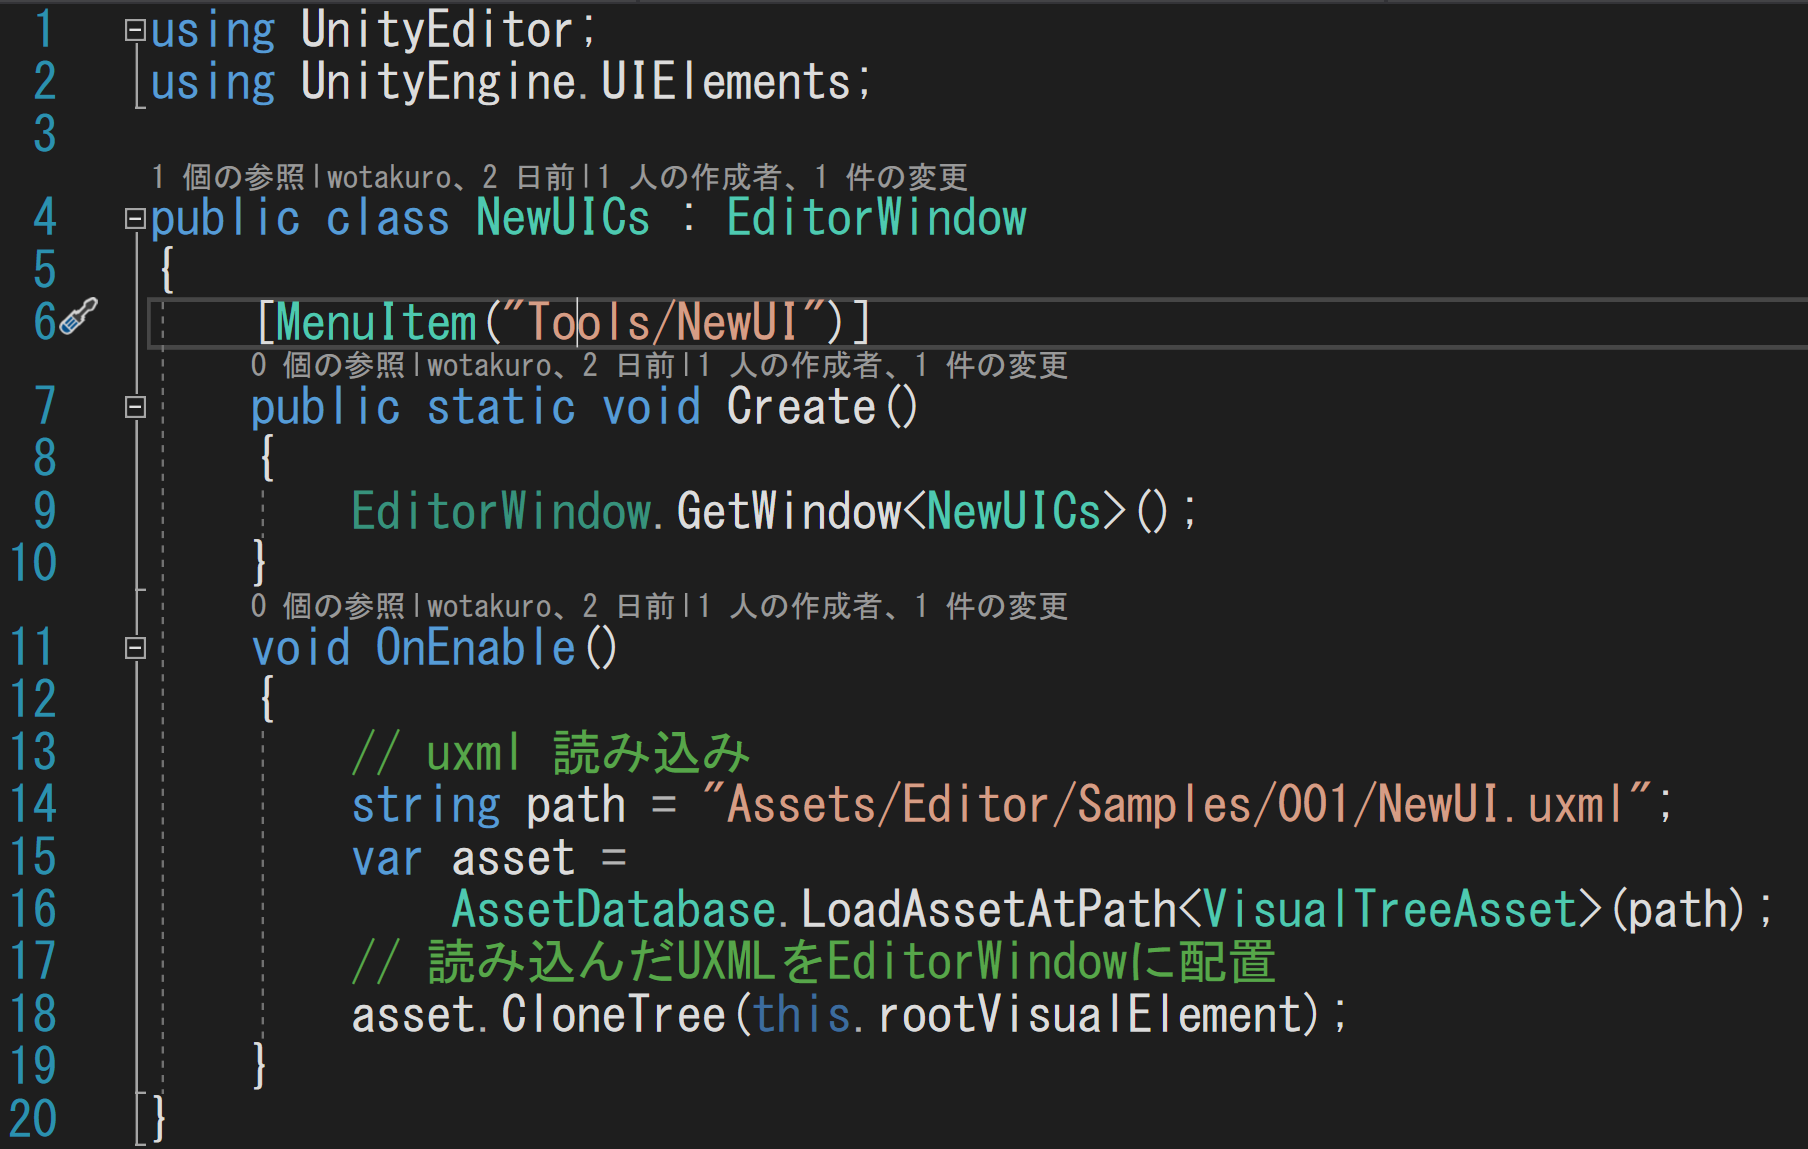 1 using UnityEditor;
2 using UnityEngine.UIElements;
3
1 個の参照|wotakuro、2 日前|1 人の作成者、1 件の変更
4 public class NewUICs : EditorWindow
5 {
6 [MenuItem("Tools/NewUI")]
0 個の参照|wotakuro、2 日前|1 人の作成者、1 件の変更
7 public static void Create()
8 {
9 EditorWindow.GetWindow<NewUICs>();
10 }
0 個の参照|wotakuro、2 日前|1 人の作成者、1 件の変更
11 void OnEnable()
12 {
13 // uxml 読み込み
14 string path = "Assets/Editor/Samples/001/NewUI.uxml";
15 var asset =
16 AssetDatabase.LoadAssetAtPath<VisualTreeAsset>(path);
17 // 読み込んだUXMLをEditorWindowに配置
18 asset.CloneTree(this.rootVisualElement);
19 }
20 }